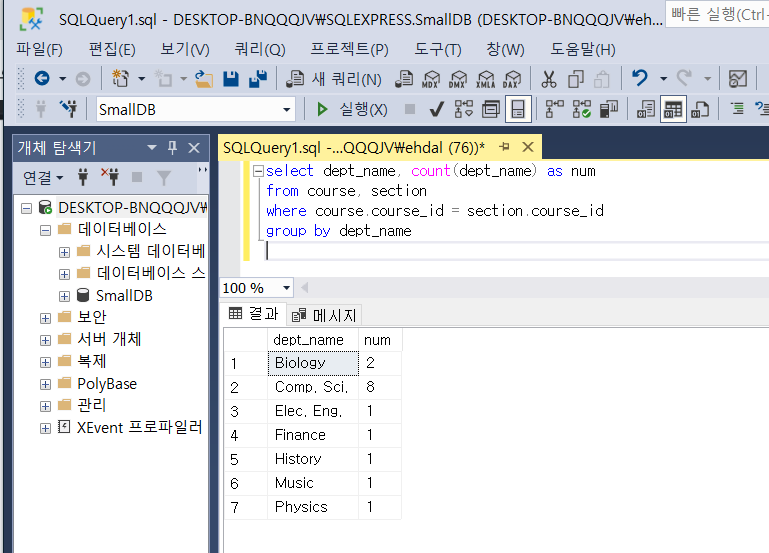 SQLQuery1.sql - DESKTOP-BNQQQJV₩SQLEXPRESS.SmallDB (DESKTOP-BNQQQJV₩eh...
빠른 실행(Ctrl+
파일(F) 편집(E) 보기(V) 쿼리(Q) 프로젝트(P) 도구(T) 창(W) 도움말(H)
새 쿼리(N) MDX DMX XMLA DAX
SmallDB 실행(X)
개체 탐색기
연결
DESKTOP-BNQQQJV₩
데이터베이스
시스템 데이터베
데이터베이스 스
SmallDB
보안
서버 개체
복제
PolyBase
관리
XEvent 프로파일러
SQLQuery1.sql -...QQQJV₩ehdal (76))*
select dept_name, count(dept_name) as num
from course, section
where course.course_id = section.course_id
group by dept_name
100 %
결과 메시지
dept_name num
1 Biology 2
2 Comp. Sci. 8
3 Elec. Eng. 1
4 Finance 1
5 History 1
6 Music 1
7 Physics 1